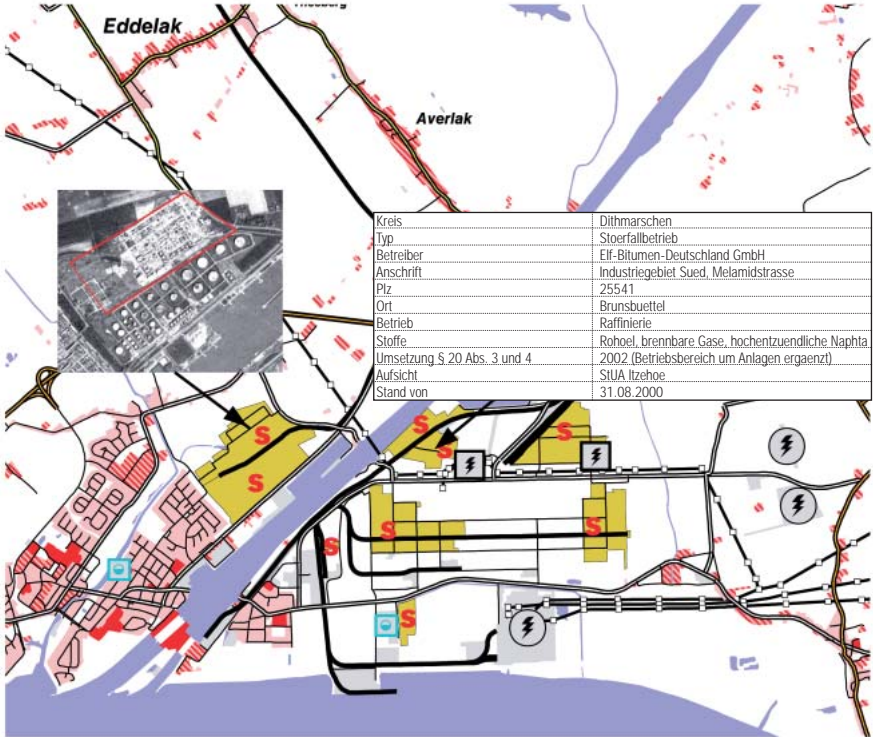 Eddelak
Averlak
Kreis Dithmarschen
Typ Stoerfallbetrieb
Betreiber Elf-Bitumen-Deutschland GmbH
Anschrift Industriegebiet Sued, Melamidstrasse
Plz 25541
Ort Brunsbuettel
Betrieb Raffinierie
Stoffe Rohoel, brennbare Gase, hochentzuendliche Naphta
Umsetzung § 20 Abs. 3 und 4 2002 (Betriebsbereich um Anlagen ergaenzt)
Aufsicht StUA Itzehoe
Stand von 31.08.2000
S
S
S
S
S
S
S
S
S